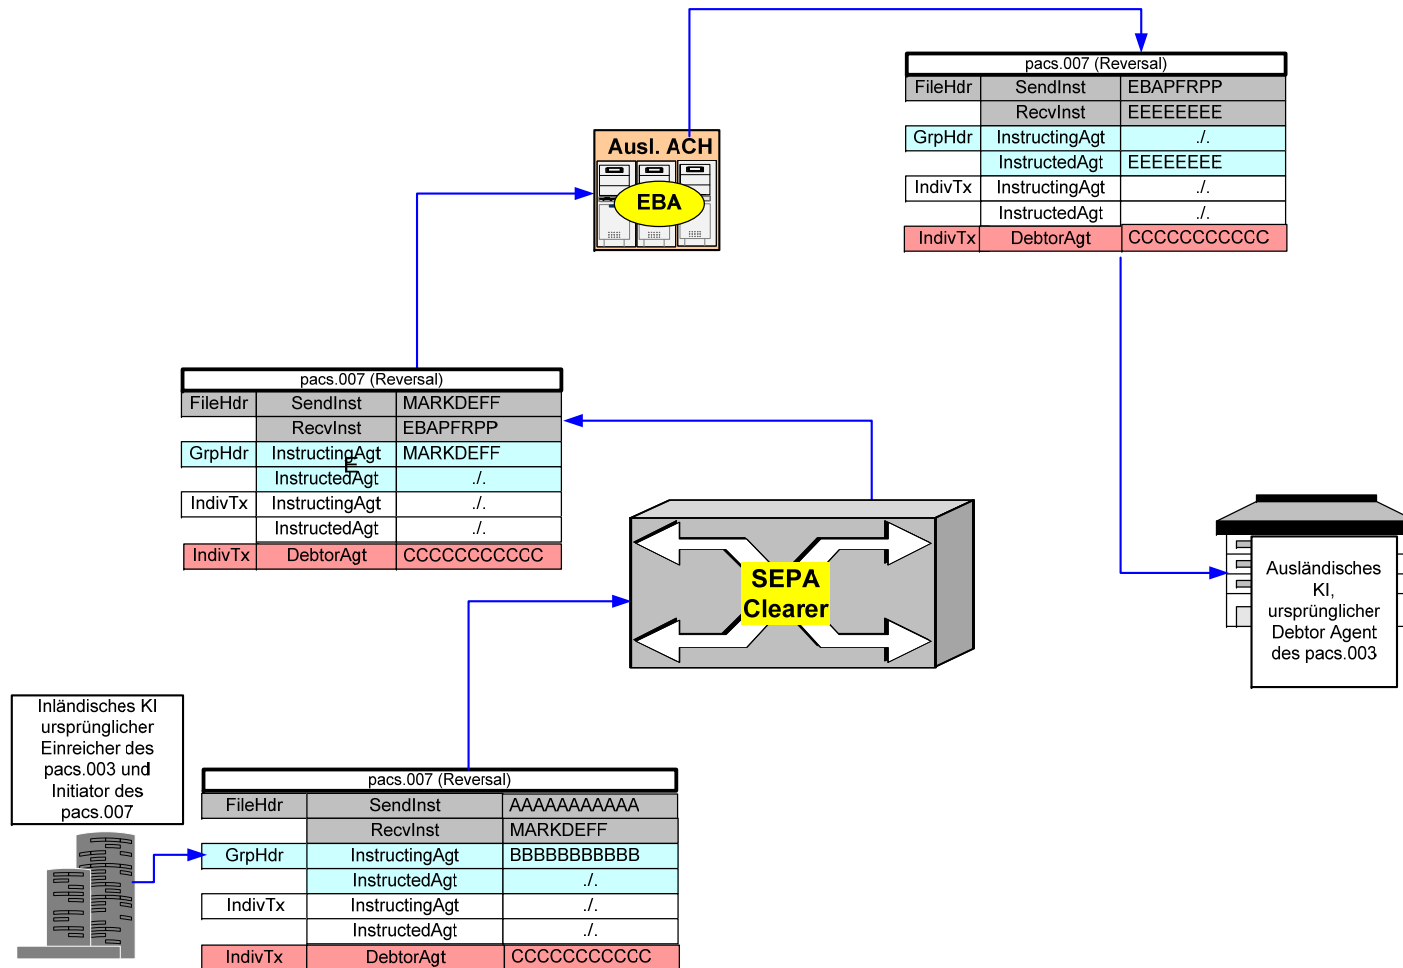 pacs.007 (Reversal)
FileHdr SendInst EBAPFRPP
RecvInst EEEEEEEE
GrpHdr InstructingAgt ./.
InstructedAgt EEEEEEEE
IndivTx InstructingAgt ./.
InstructedAgt ./.
IndivTx DebtorAgt CCCCCCCCCCC
Ausl. ACH
EBA
pacs.007 (Reversal)
FileHdr SendInst MARKDEFF
RecvInst EBAPFRPP
GrpHdr InstructingAgt MARKDEFF
InstructedAgt ./.
IndivTx InstructingAgt ./.
InstructedAgt ./.
IndivTx DebtorAgt CCCCCCCCCCC
SEPA
Clearer
Ausländisches
KI,
ursprünglicher
Debtor Agent
des pacs.003
Inländisches KI
ursprünglicher
Einreicher des
pacs.003 und
Initiator des
pacs.007
pacs.007 (Reversal)
FileHdr SendInst AAAAAAAAAAA
RecvInst MARKDEFF
GrpHdr InstructingAgt BBBBBBBBBBB
InstructedAgt ./.
IndivTx InstructingAgt ./.
InstructedAgt ./.
IndivTx DebtorAgt CCCCCCCCCCC